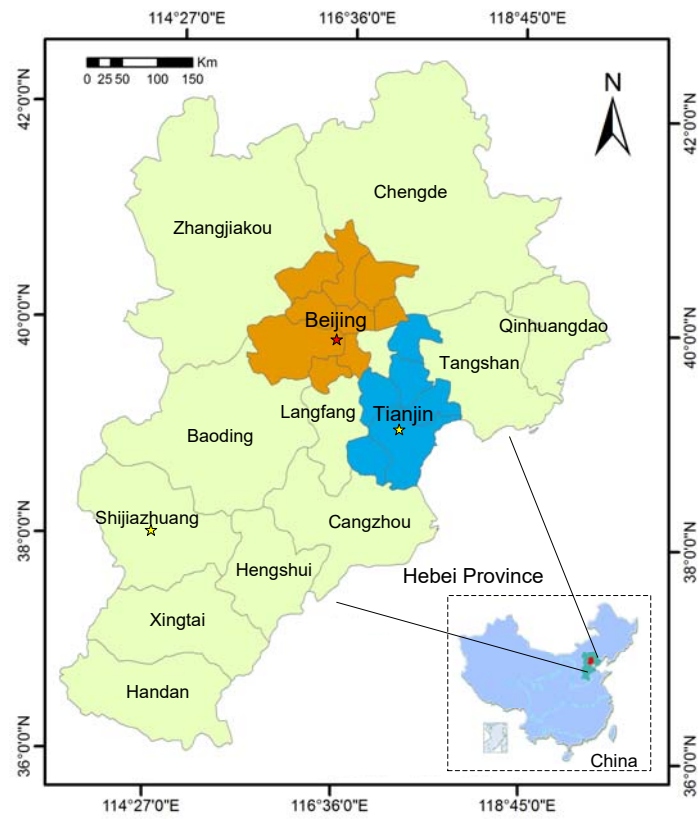 114°27'0"E
116°36'0"E
118°45'0"E
Km
0 25 50 100 150
N
42°0'0"N
42°0'0"N
Chengde
Zhangjiakou
40°0'0"N
Beijing
Qinhuangdao
40°0'0"N
Tangshan
Langfang
Tianjin
Baoding
Shijiazhuang
Cangzhou
38°0'0"N
38°0'0"N
Hengshui
Hebei Province
Xingtai
Handan
36°0'0"N
China
36°0'0"N
114°27'0"E
116°36'0"E
118°45'0"E